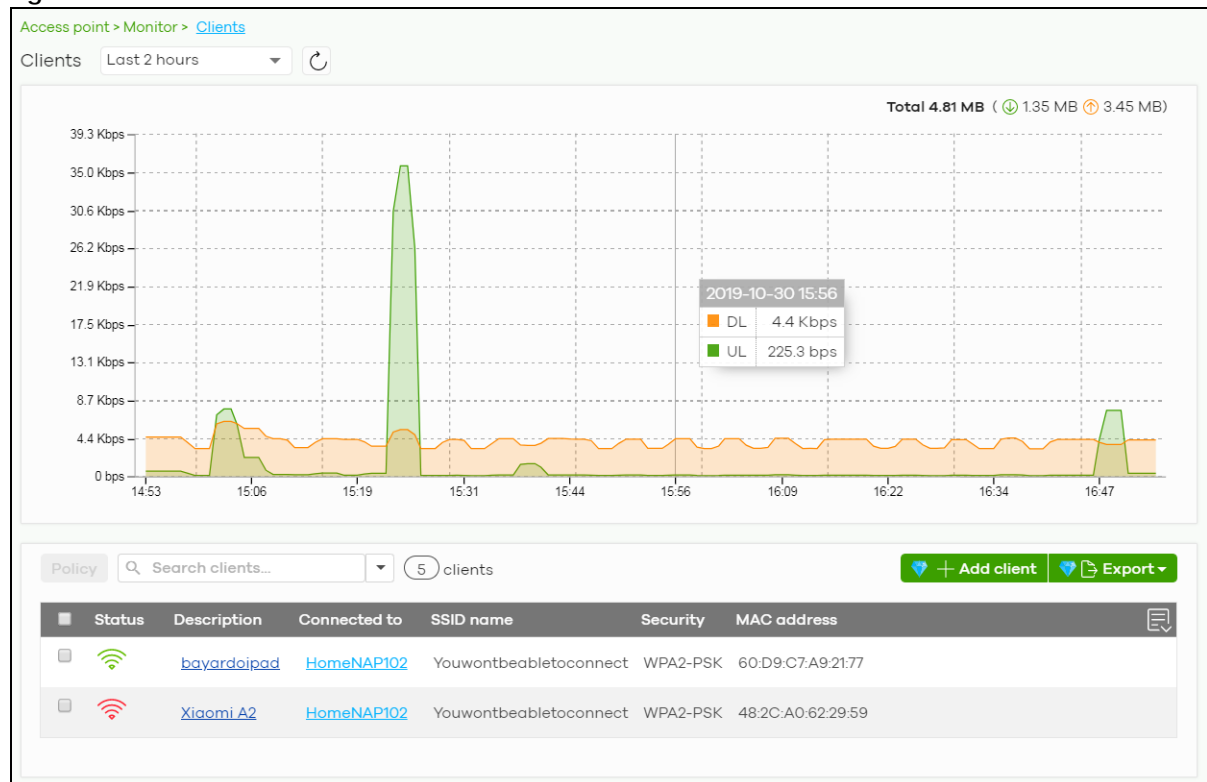 Access point > Monitor > Clients
Clients Last 2 hours
Total 4.81 MB ( 1.35 MB 3.45 MB)
39.3 Kbps
35.0 Kbps
30.6 Kbps
26.2 Kbps
21.9 Kbps
17.5 Kbps
13.1 Kbps
8.7 Kbps
4.4 Kbps
0 bps
2019-10-30 15:56
DL 4.4 Kbps
UL 225.3 bps
14:53 15:06 15:19 15:31 15:44 15:56 16:09 16:22 16:34 16:47
Policy Search clients... 5 clients + Add client Export
Status Description Connected to SSID name Security MAC address
bayardoipad HomeNAP102 Youwontbeabletoconnect WPA2-PSK 60:D9:C7:A9:21:77
Xiaomi A2 HomeNAP102 Youwontbeabletoconnect WPA2-PSK 48:2C:A0:62:29:59